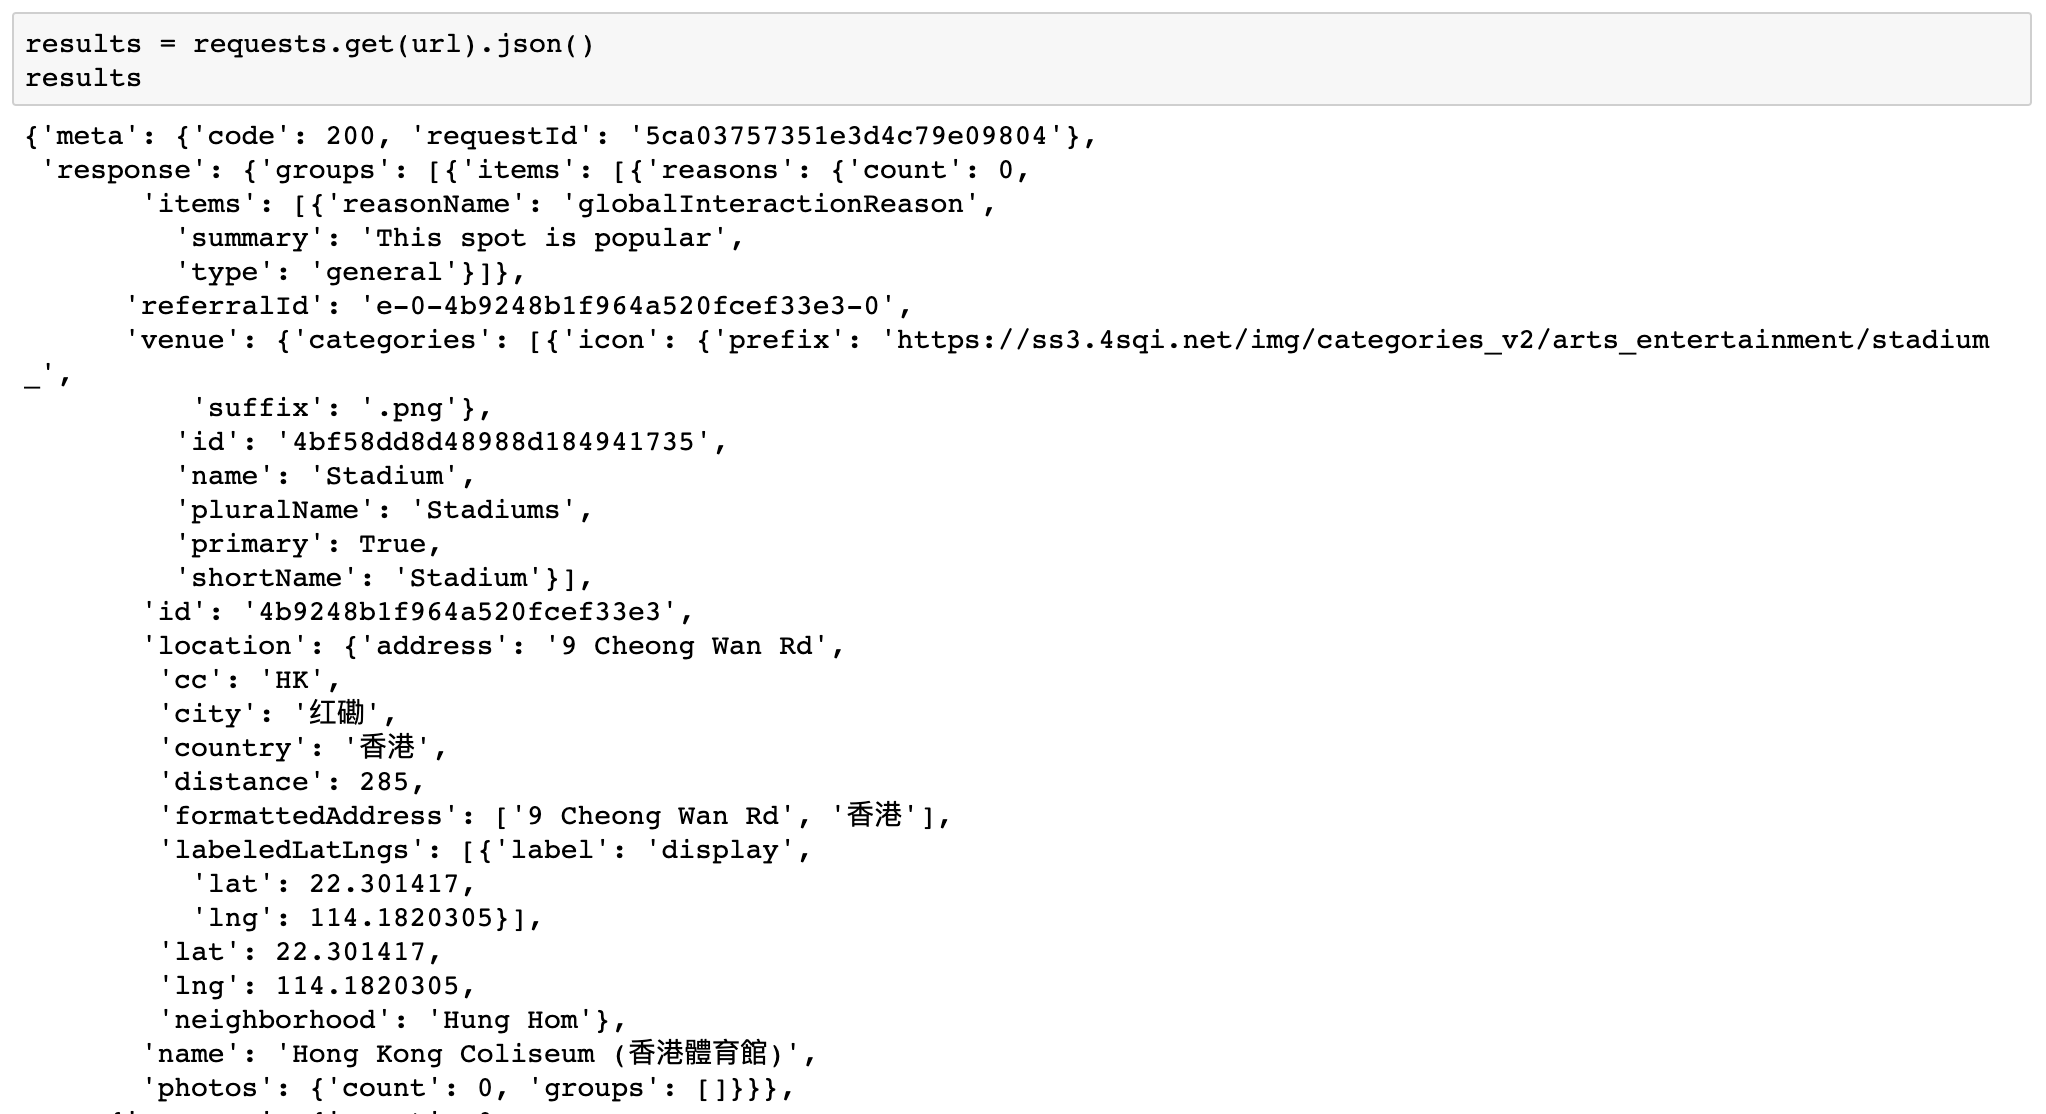 results = requests.get(url).json()
results
{'meta': {'code': 200, 'requestId': '5ca03757351e3d4c79e09804'},
 'response': {'groups': [{'items': [{'reasons': {'count': 0,
       'items': [{'reasonName': 'globalInteractionReason',
         'summary': 'This spot is popular',
         'type': 'general'}]},
      'referralId': 'e-0-4b9248b1f964a520fcef33e3-0',
      'venue': {'categories': [{'icon': {'prefix': 'https://ss3.4sqi.net/img/categories_v2/arts_entertainment/stadium
_',
          'suffix': '.png'},
         'id': '4bf58dd8d48988d184941735',
         'name': 'Stadium',
         'pluralName': 'Stadiums',
         'primary': True,
         'shortName': 'Stadium'}],
       'id': '4b9248b1f964a520fcef33e3',
       'location': {'address': '9 Cheong Wan Rd',
        'cc': 'HK',
        'city': '红磡',
        'country': '香港',
        'distance': 285,
        'formattedAddress': ['9 Cheong Wan Rd', '香港'],
        'labeledLatLngs': [{'label': 'display',
          'lat': 22.301417,
          'lng': 114.1820305}],
        'lat': 22.301417,
        'lng': 114.1820305,
        'neighborhood': 'Hung Hom'},
       'name': 'Hong Kong Coliseum (香港體育館)',
       'photos': {'count': 0, 'groups': []}}},